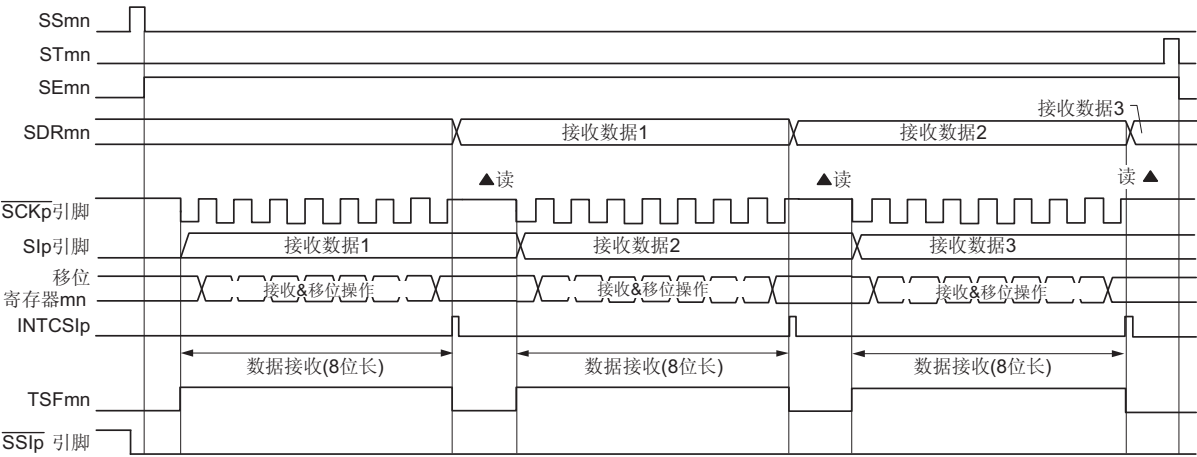 SSmn
STmn
SEmn
接收数据3
SDRmn 接收数据1 接收数据2
▲读 ▲读 读▲
SCKp引脚
SIp引脚 接收数据1 接收数据2 接收数据3
移位
寄存器mn 接收&移位操作 接收&移位操作 接收&移位操作
INTCSIp
数据接收(8位长) 数据接收(8位长) 数据接收(8位长)
TSFmn
SSIp 引脚